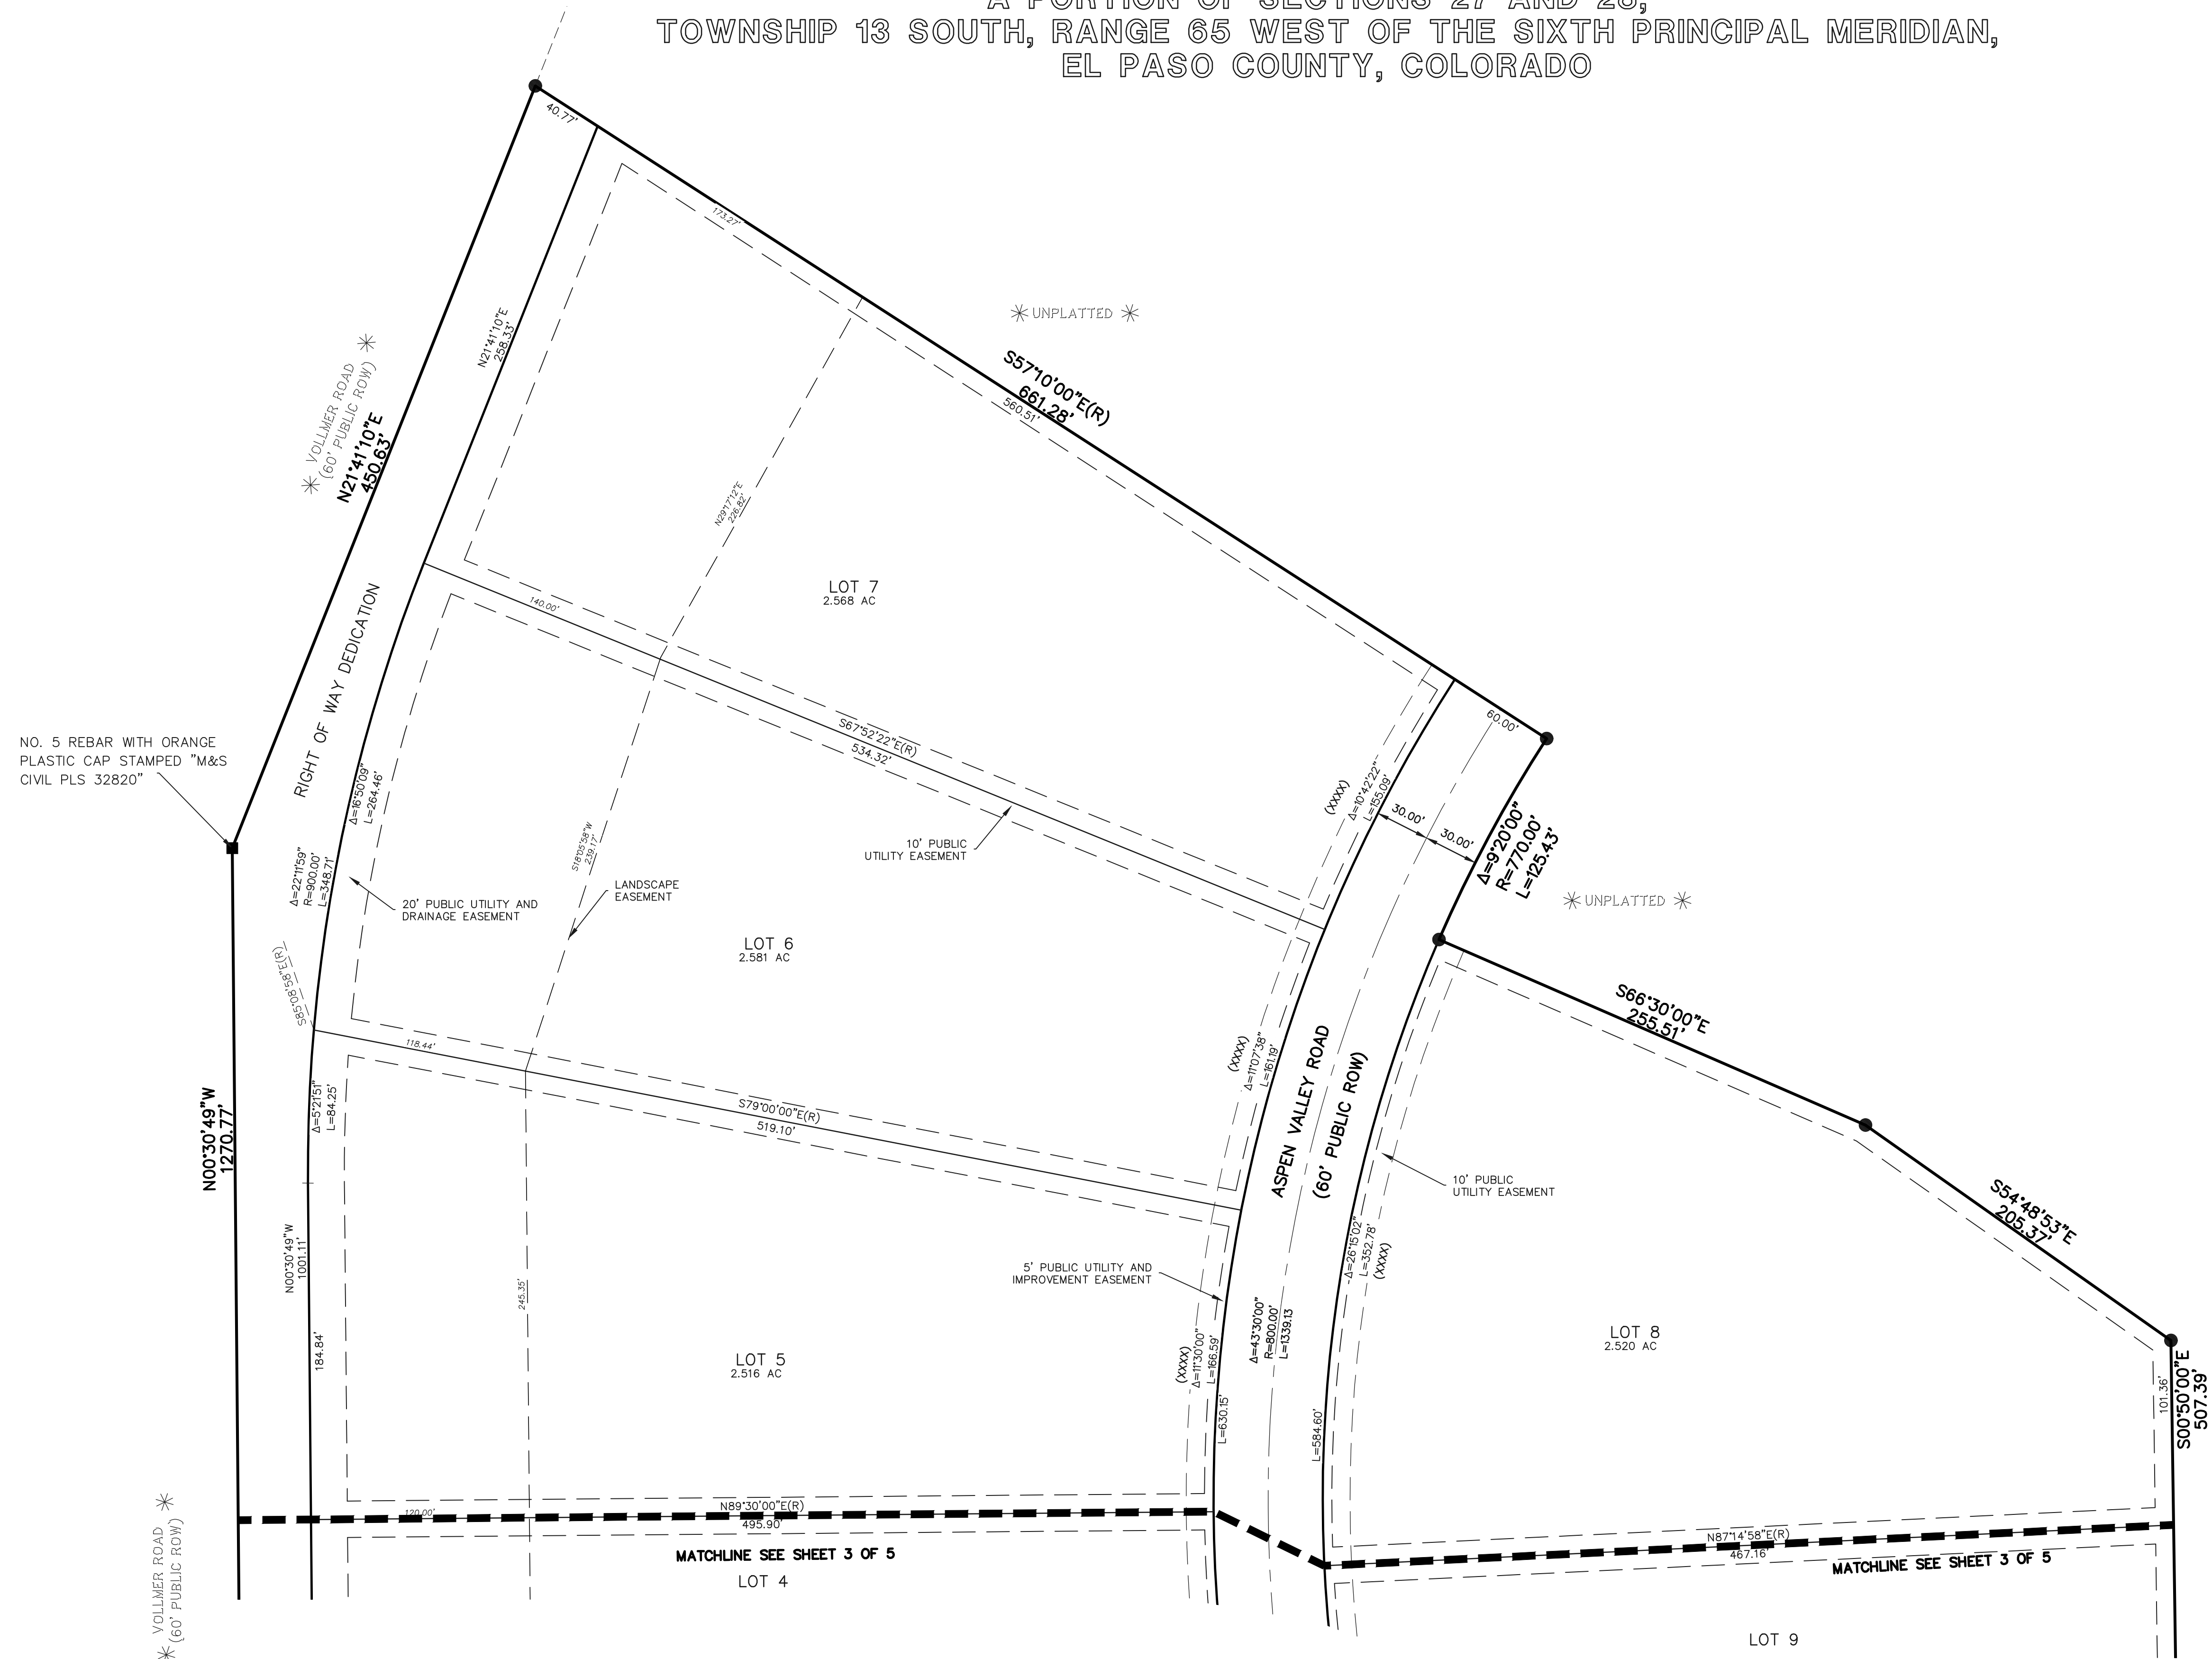 A PORTION OF SECTIONS 27 AND 28,
TOWNSHIP 13 SOUTH, RANGE 65 WEST OF THE SIXTH PRINCIPAL MERIDIAN,
EL PASO COUNTY, COLORADO
40.77'
173.27'
N21°41'10"E
258.33'
UNPLATTED
S57°10'00"E(R)
661.28'
560.51'
VOLLMER ROAD
(60' PUBLIC ROW)
N21°41'10"E
450.63'
N29°17'12"E
226.82'
LOT 7
2.568 AC
140.00'
RIGHT OF WAY DEDICATION
S67°52'22"E(R)
534.32'
60.00'
NO. 5 REBAR WITH ORANGE
PLASTIC CAP STAMPED "M&S
CIVIL PLS 32820"
Δ=16°50'09"
L=264.46'
(XXXX)
Δ=10°42'22"
L=155.09'
30.00'
30.00'
Δ=9°20'00"
R=770.00'
L=125.43'
S18°05'58"W
239.17'
10' PUBLIC
UTILITY EASEMENT
Δ=22°11'59"
R=900.00'
L=348.71'
LANDSCAPE
EASEMENT
20' PUBLIC UTILITY AND
DRAINAGE EASEMENT
UNPLATTED
LOT 6
2.581 AC
S85°08'58"E(R)
S66°30'00"E
255.51'
118.44'
(XXXX)
Δ=11°07'38"
L=161.19'
ASPEN VALLEY ROAD
(60' PUBLIC ROW)
Δ=5°21'51"
L=84.25'
S79°00'00"E(R)
519.10'
N00°30'49"W
1270.77'
10' PUBLIC
UTILITY EASEMENT
S54°48'53"E
205.37'
N00°30'49"W
1001.11'
245.35'
5' PUBLIC UTILITY AND
IMPROVEMENT EASEMENT
Δ=26°15'02"
L=352.78'
(XXXX)
184.84'
LOT 5
2.516 AC
(XXXX)
Δ=11°30'00"
L=166.59'
Δ=43°30'00"
R=800.00'
L=1339.13
LOT 8
2.520 AC
L=630.15'
L=584.60'
101.36'
S00°50'00"E
507.39'
120.00'
N89°30'00"E(R)
495.90'
MATCHLINE SEE SHEET 3 OF 5
N87°14'58"E(R)
467.16'
MATCHLINE SEE SHEET 3 OF 5
VOLLMER ROAD
(60' PUBLIC ROW)
LOT 4
LOT 9